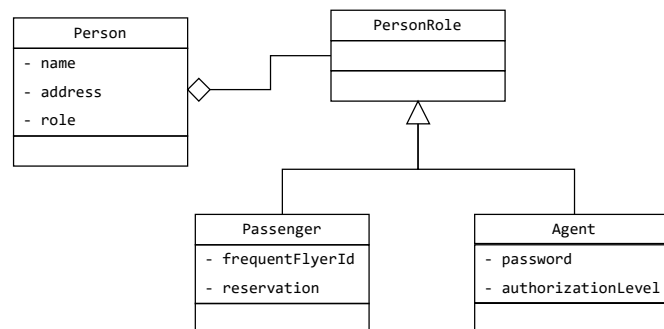 Person
- name
- address
- role
PersonRole
Passenger
- frequentFlyerId
- reservation
Agent
- password
- authorizationLevel